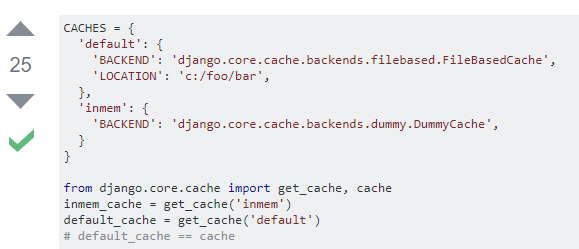 CACHES = {
  'default': {
    'BACKEND': 'django.core.cache.backends.filebased.FileBasedCache',
    'LOCATION': 'c:/foo/bar',
  },
  'inmem': {
    'BACKEND': 'django.core.cache.backends.dummy.DummyCache',
  }
}
25
from django.core.cache import get_cache, cache
inmem_cache = get_cache('inmem')
default_cache = get_cache('default')
# default_cache == cache